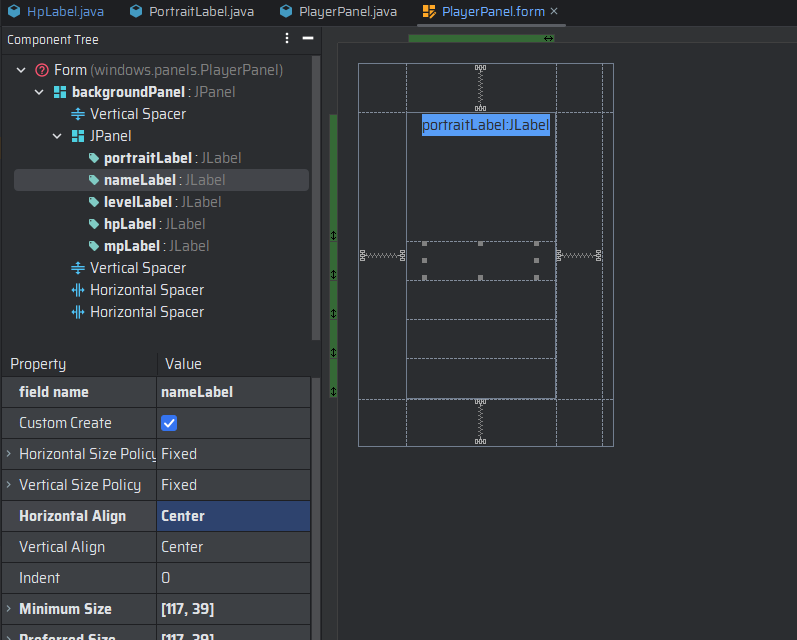 HpLabel.java PortraitLabel.java PlayerPanel.java PlayerPanel.form
Component Tree
Form (windows.panels.PlayerPanel)
backgroundPanel : JPanel
Vertical Spacer
JPanel
portraitLabel : JLabel
nameLabel : JLabel
levelLabel : JLabel
hpLabel : JLabel
mpLabel : JLabel
Vertical Spacer
Horizontal Spacer
Horizontal Spacer
Property Value
field name nameLabel
Custom Create
Horizontal Size Policy Fixed
Vertical Size Policy Fixed
Horizontal Align Center
Vertical Align Center
Indent 0
Minimum Size [117, 39]
Preferred Size [117, 39]
portraitLabel:JLabel